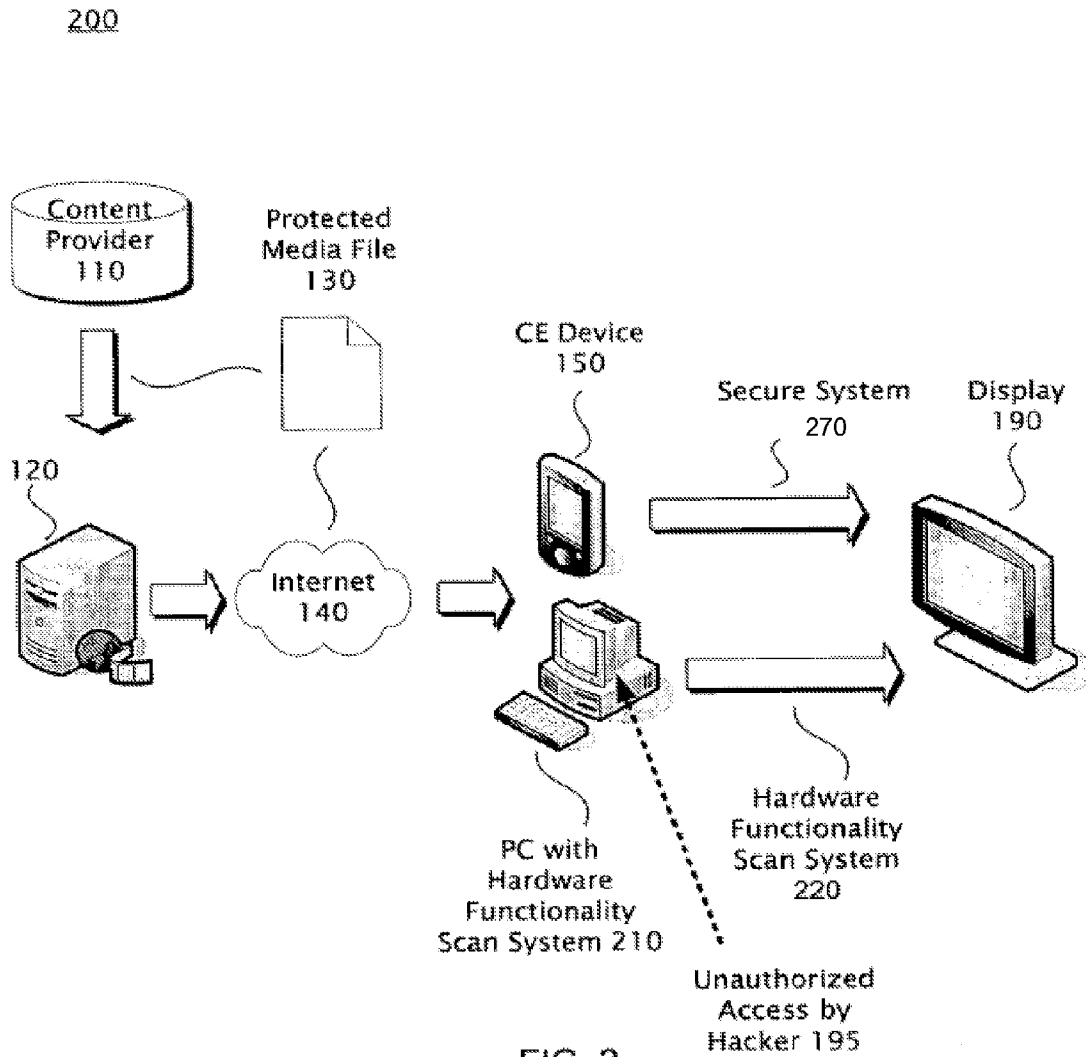 200
Content
Provider
110
Protected
Media File
130
CE Device
150
Secure System
270
Display
190
120
Internet
140
PC with
Hardware
Functionality
Scan System 210
Hardware
Functionality
Scan System
220
Unauthorized
Access by
Hacker 195